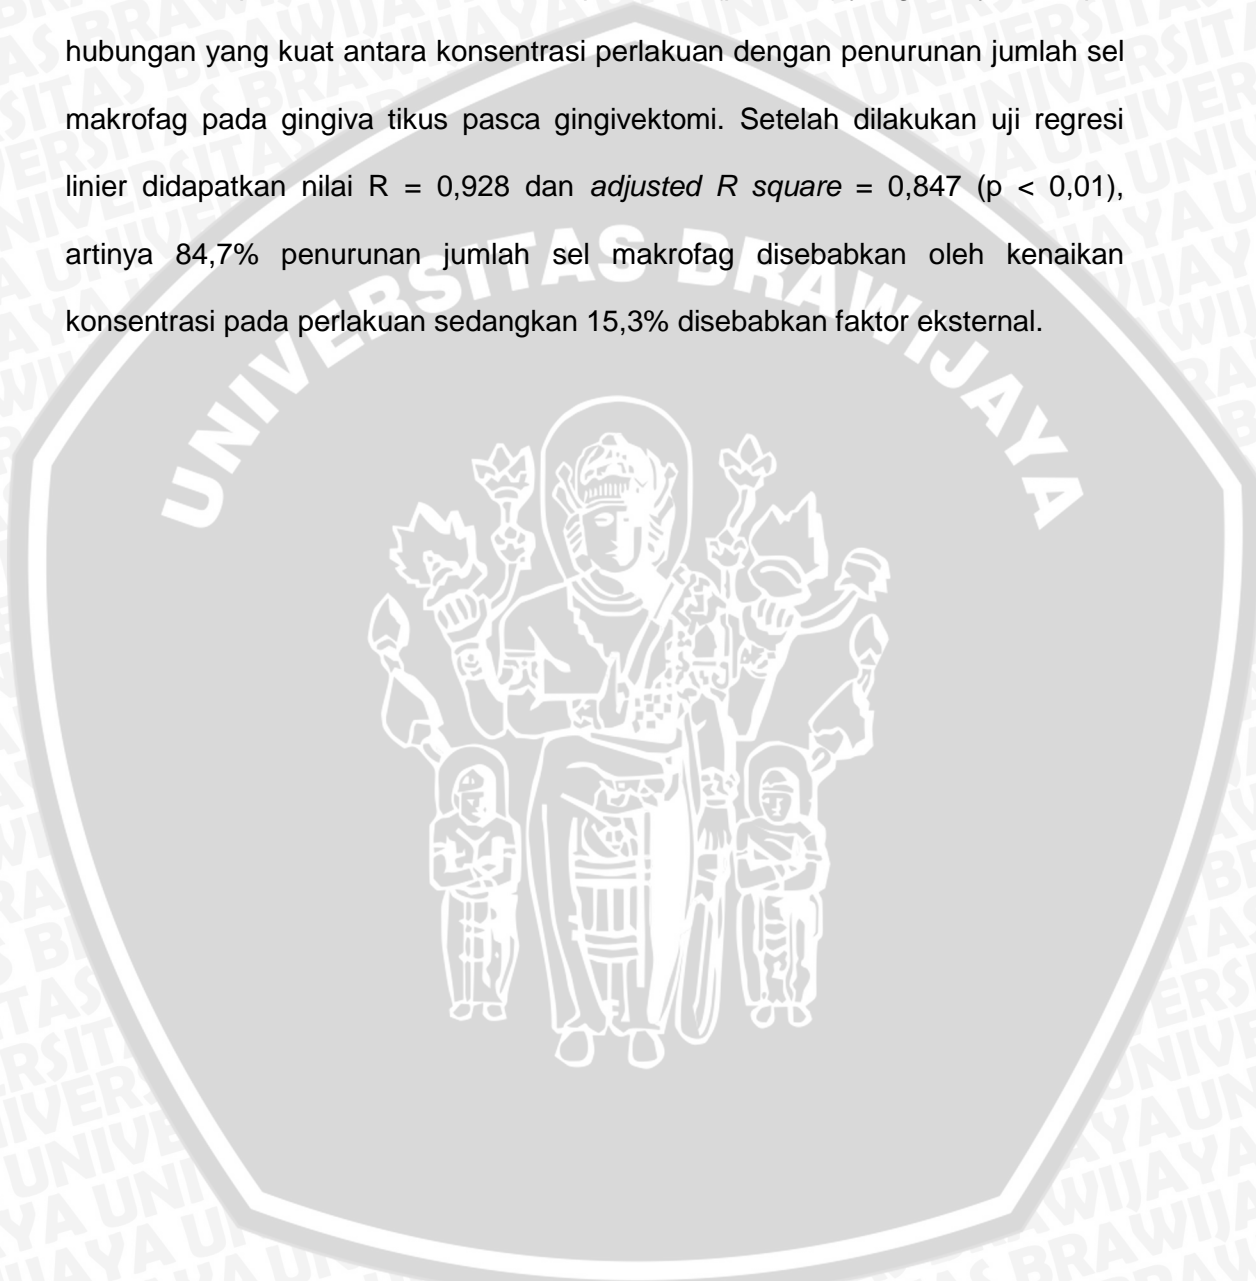 hubungan yang kuat antara konsentrasi perlakuan dengan penurunan jumlah sel
makrofag pada gingiva tikus pasca gingivektomi. Setelah dilakukan uji regresi
linier didapatkan nilai R = 0,928 dan adjusted R square = 0,847 (p < 0,01),
artinya 84,7% penurunan jumlah sel makrofag disebabkan oleh kenaikan
konsentrasi pada perlakuan sedangkan 15,3% disebabkan faktor eksternal.
UNIVERSITAS BRAWIJAYA